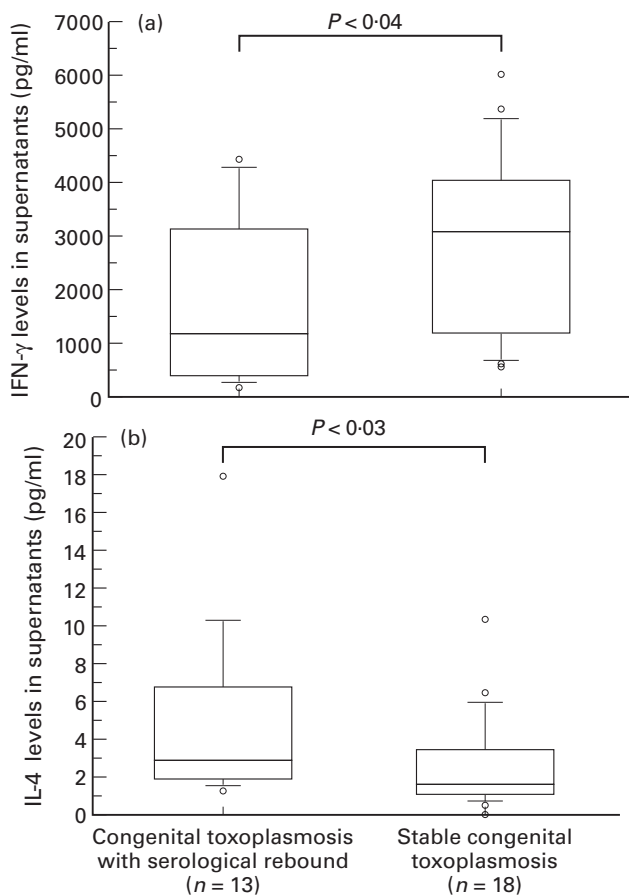 (a)
P < 0·04
IFN-γ levels in supernatants (pg/ml)
7000
6000
5000
4000
3000
2000
1000
0
(b)
P < 0·03
IL-4 levels in supernatants (pg/ml)
20
18
16
14
12
10
8
6
4
2
0
Congenital toxoplasmosis
with serological rebound
(n = 13)
Stable congenital
toxoplasmosis
(n = 18)